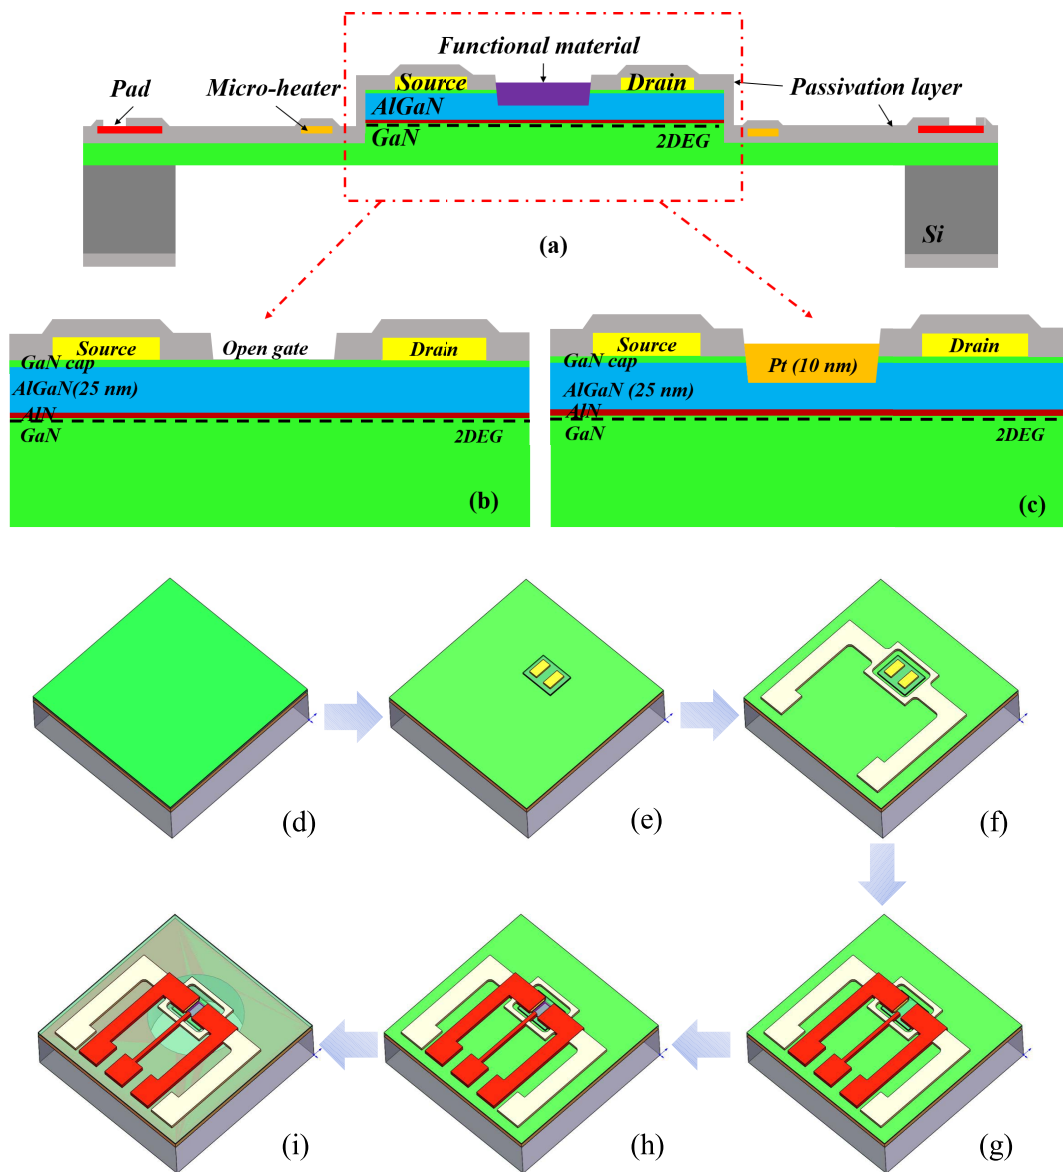 Functional material
Pad
Micro-heater
Source
Drain
Passivation layer
AlGaN
GaN
2DEG
Si
(a)
Source
Open gate
Drain
GaN cap
AlGaN(25 nm)
AlN
GaN
2DEG
(b)
Source
Pt (10 nm)
Drain
GaN cap
AlGaN (25 nm)
AlN
GaN
2DEG
(c)
(d)
(e)
(f)
(i)
(h)
(g)